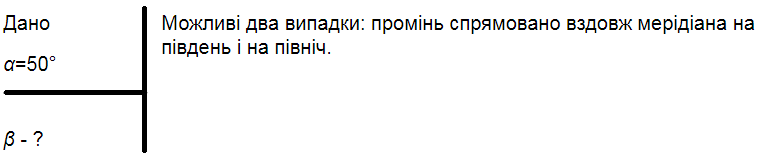 Дано
α=50°
β - ?
Можливі два випадки: промінь спрямовано вздовж мерідіана на
південь і на північ.